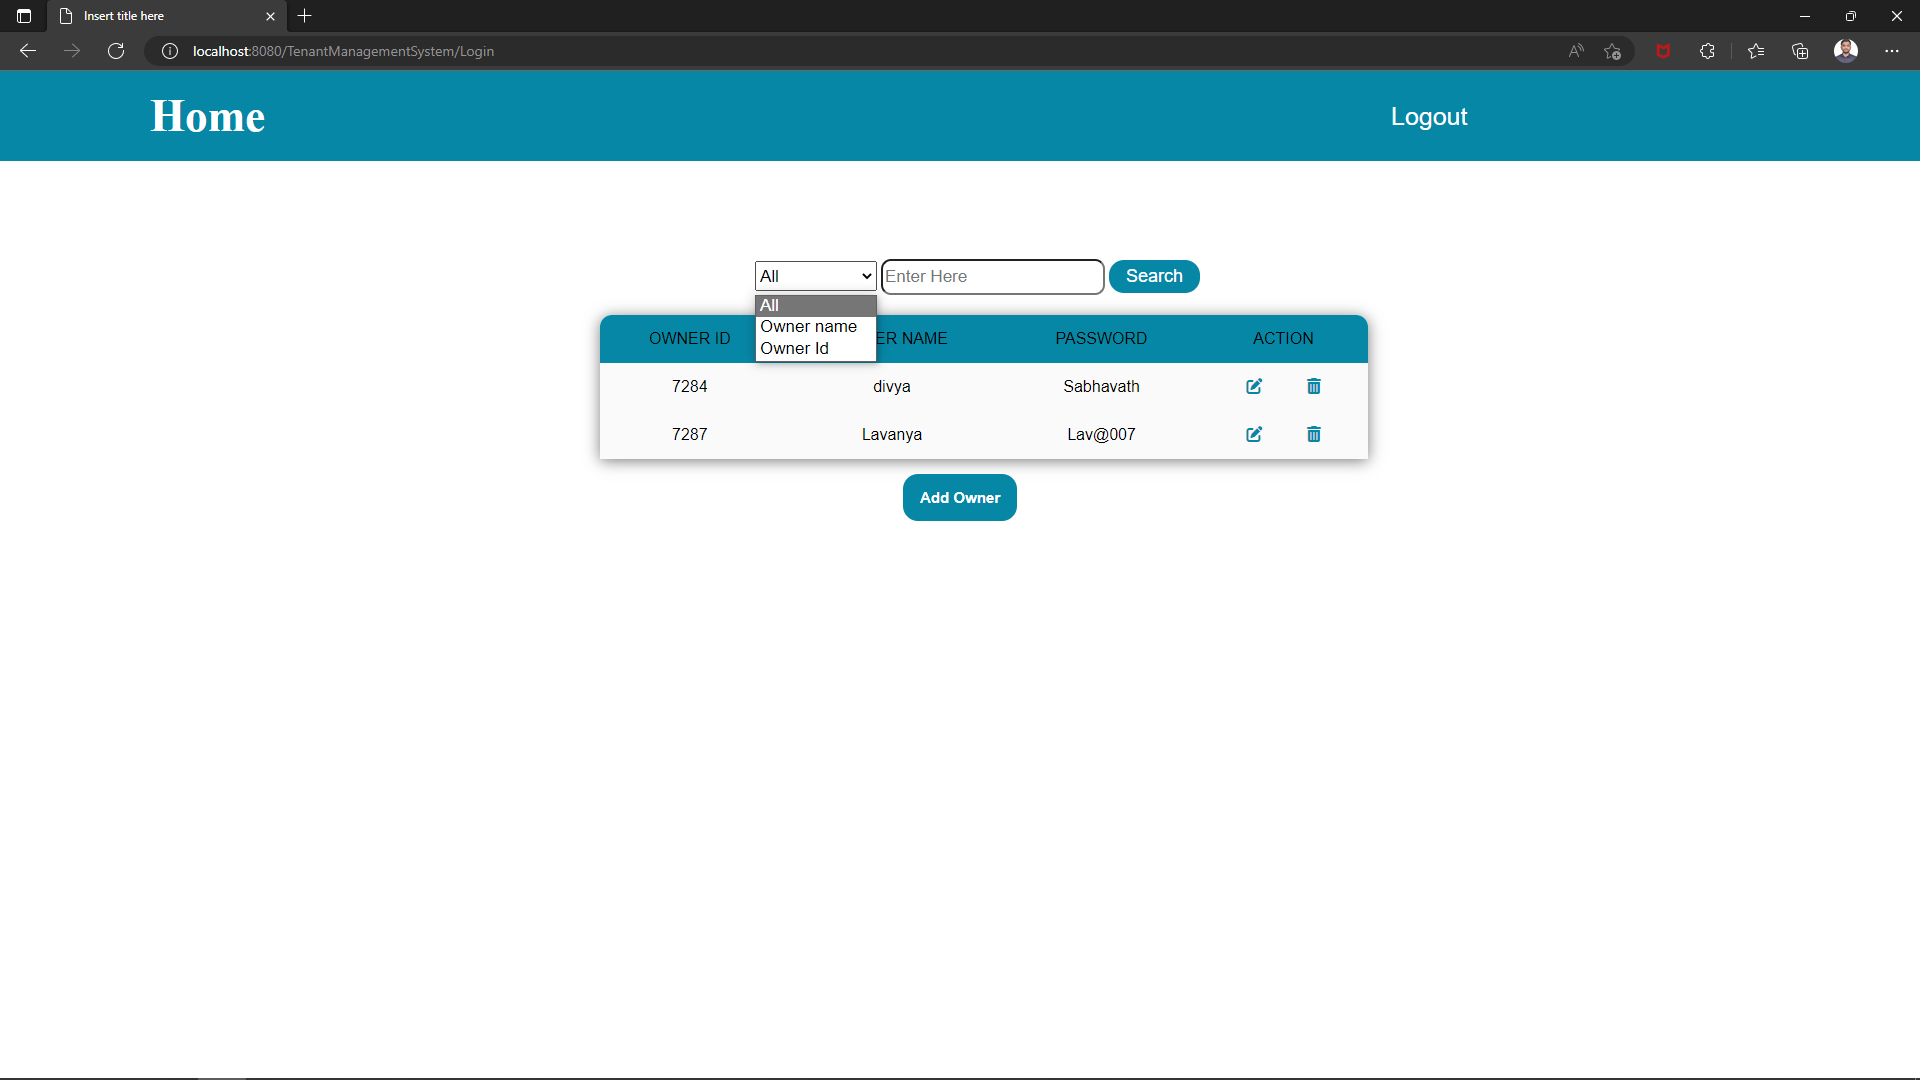 Insert title here
localhost:8080/TenantManagementSystem/Login
Home
Logout
All
Enter Here
Search
All
Owner name
Owner Id
OWNER ID
ER NAME
PASSWORD
ACTION
7284
divya
Sabhavath
7287
Lavanya
Lav@007
Add Owner